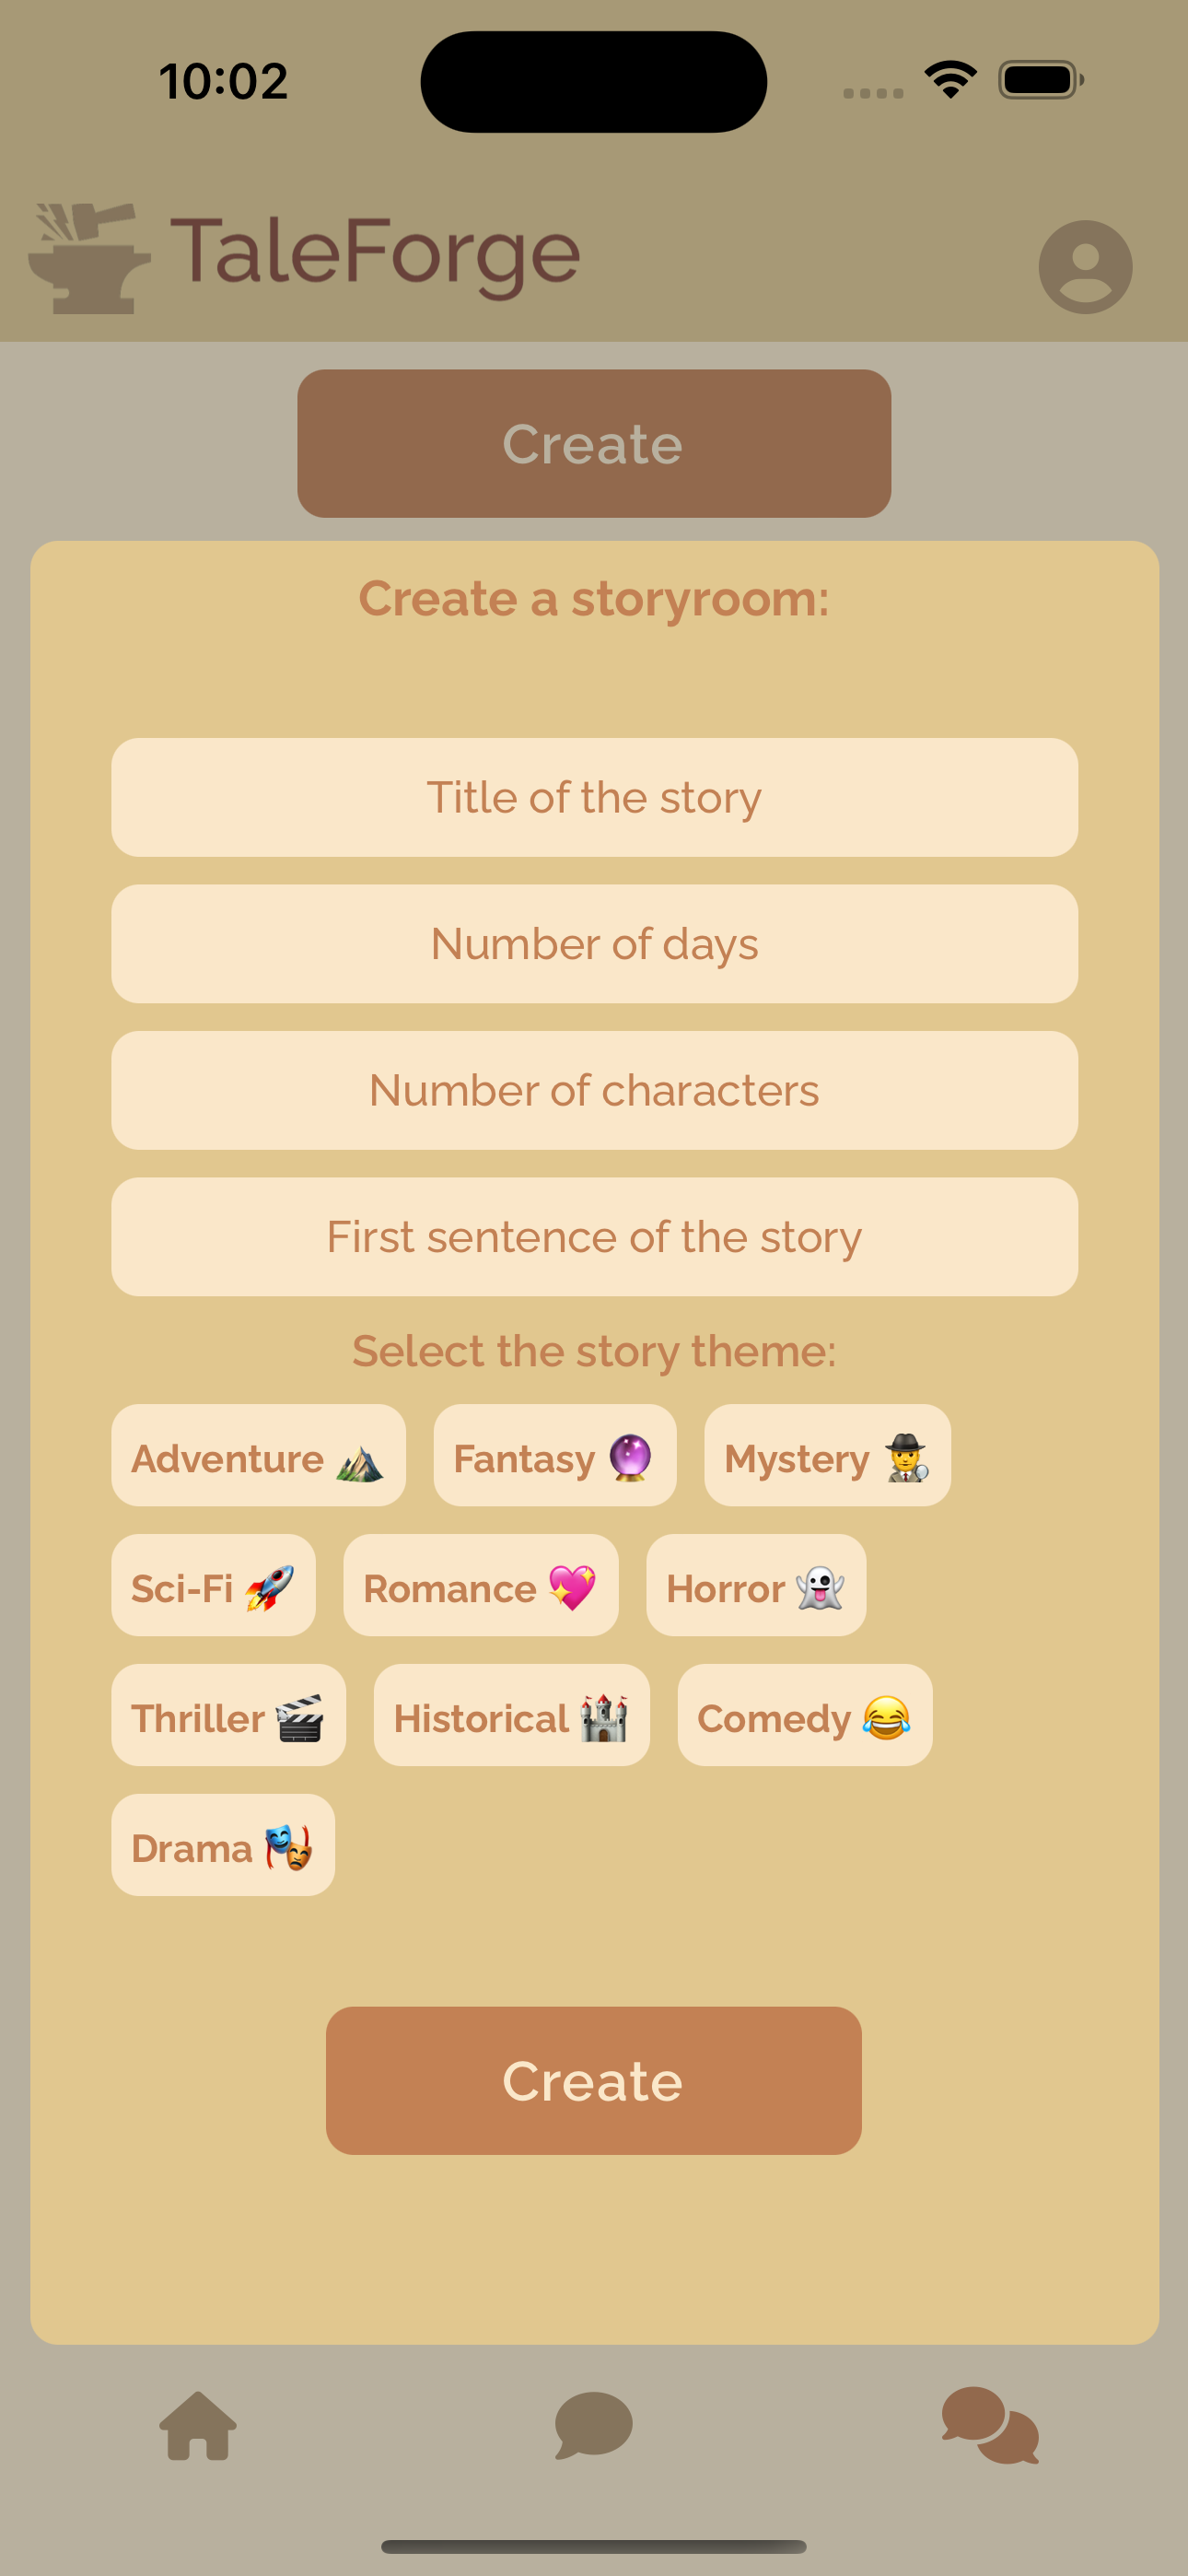 10:02
TaleForge
Create
Create a storyroom:
Title of the story
Number of days
Number of characters
First sentence of the story
Select the story theme:
Adventure ⛰️ Fantasy 🔮 Mystery 🕵️
Sci-Fi 🚀 Romance 💖 Horror 👻
Thriller 🎬 Historical 🏰 Comedy 😂
Drama 🎭
Create